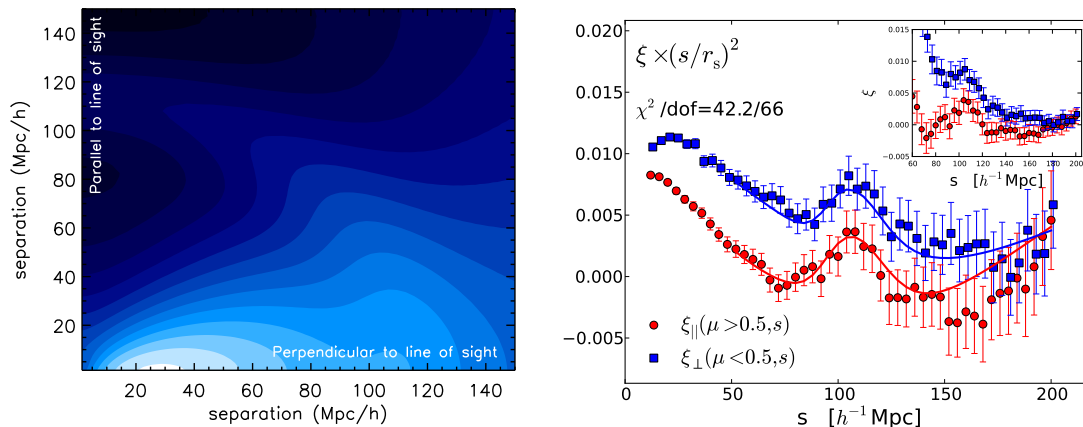 140
120
100
80
60
40
20
separation (Mpc/h)
Parallel to line of sight
Perpendicular to line of sight
20 40 60 80 100 120 140
separation (Mpc/h)
0.020
0.015
0.010
0.005
0.000
−0.005
ξ×(s/rₛ)²
χ² /dof=42.2/66
ξ∥(μ>0.5,s)
ξ⊥(μ<0.5,s)
0 50 100 150 200
s [h⁻¹Mpc]
0.015
0.010
0.005
0.000
−0.005
ξ
60 80 100 120 140 160 180 200
s [h⁻¹Mpc]